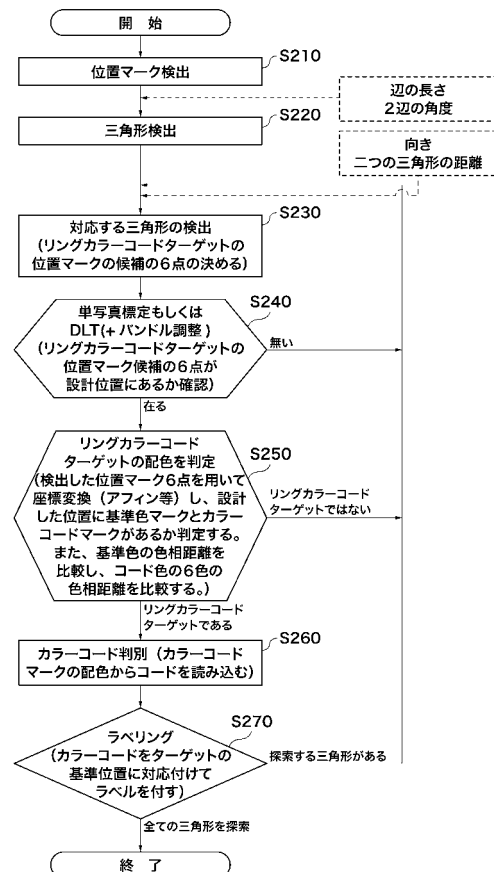 開 始
S210
位置マーク検出
辺の長さ
2辺の角度
S220
三角形検出
向き
二つの三角形の距離
S230
対応する三角形の検出
（リングカラーコードターゲットの
位置マークの候補の6点の決める）
S240
単写真標定もしくは
DLT(+バンドル調整)
（リングカラーコードターゲットの
位置マーク候補の6点が
設計位置にあるか確認）
無い
在る
S250
リングカラーコード
ターゲットの配色を判定
（検出した位置マーク6点を用いて
座標変換（アフィン等）し、設計
した位置に基準色マークとカラー
コードマークがあるか判定する。
また、基準色の色相距離を
比較し、コード色の6色の
色相距離を比較する。）
リングカラーコード
ターゲットではない
リングカラーコード
ターゲットである
S260
カラーコード判別（カラーコード
マークの配色からコードを読み込む）
S270
ラベリング
（カラーコードをターゲットの
基準位置に対応付けて
ラベルを付す）
探索する三角形がある
全ての三角形を探索
終 了